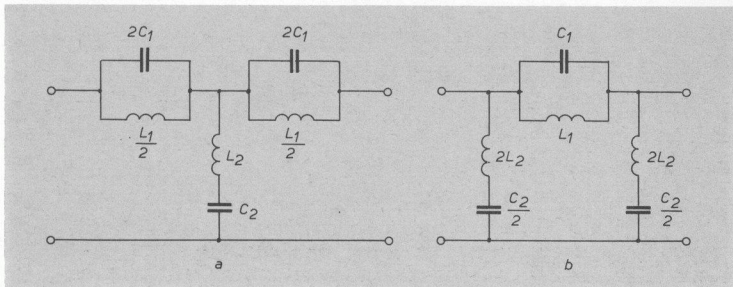 2C₁
2C₁
L₁/2
L₁/2
L₂
C₂
a
C₁
L₁
2L₂
2L₂
C₂/2
C₂/2
b